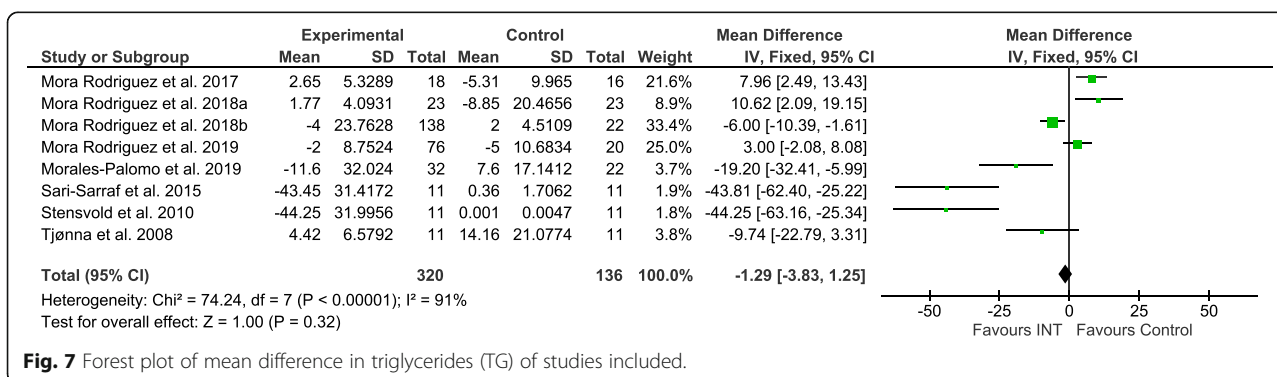 Experimental Control Mean Difference Mean Difference
Study or Subgroup Mean SD Total Mean SD Total Weight IV, Fixed, 95% CI IV, Fixed, 95% CI
Mora Rodriguez et al. 2017 2.65 5.3289 18 -5.31 9.965 16 21.6% 7.96 [2.49, 13.43]
Mora Rodriguez et al. 2018a 1.77 4.0931 23 -8.85 20.4656 23 8.9% 10.62 [2.09, 19.15]
Mora Rodriguez et al. 2018b -4 23.7628 138 2 4.5109 22 33.4% -6.00 [-10.39, -1.61]
Mora Rodriguez et al. 2019 -2 8.7524 76 -5 10.6834 20 25.0% 3.00 [-2.08, 8.08]
Morales-Palomo et al. 2019 -11.6 32.024 32 7.6 17.1412 22 3.7% -19.20 [-32.41, -5.99]
Sari-Sarraf et al. 2015 -43.45 31.4172 11 0.36 1.7062 11 1.9% -43.81 [-62.40, -25.22]
Stensvold et al. 2010 -44.25 31.9956 11 0.001 0.0047 11 1.8% -44.25 [-63.16, -25.34]
Tjønna et al. 2008 4.42 6.5792 11 14.16 21.0774 11 3.8% -9.74 [-22.79, 3.31]
Total (95% CI) 320 136 100.0% -1.29 [-3.83, 1.25]
Heterogeneity: Chi² = 74.24, df = 7 (P < 0.00001); I² = 91%
Test for overall effect: Z = 1.00 (P = 0.32)
-50 -25 0 25 50
Favours INT Favours Control
Fig. 7 Forest plot of mean difference in triglycerides (TG) of studies included.